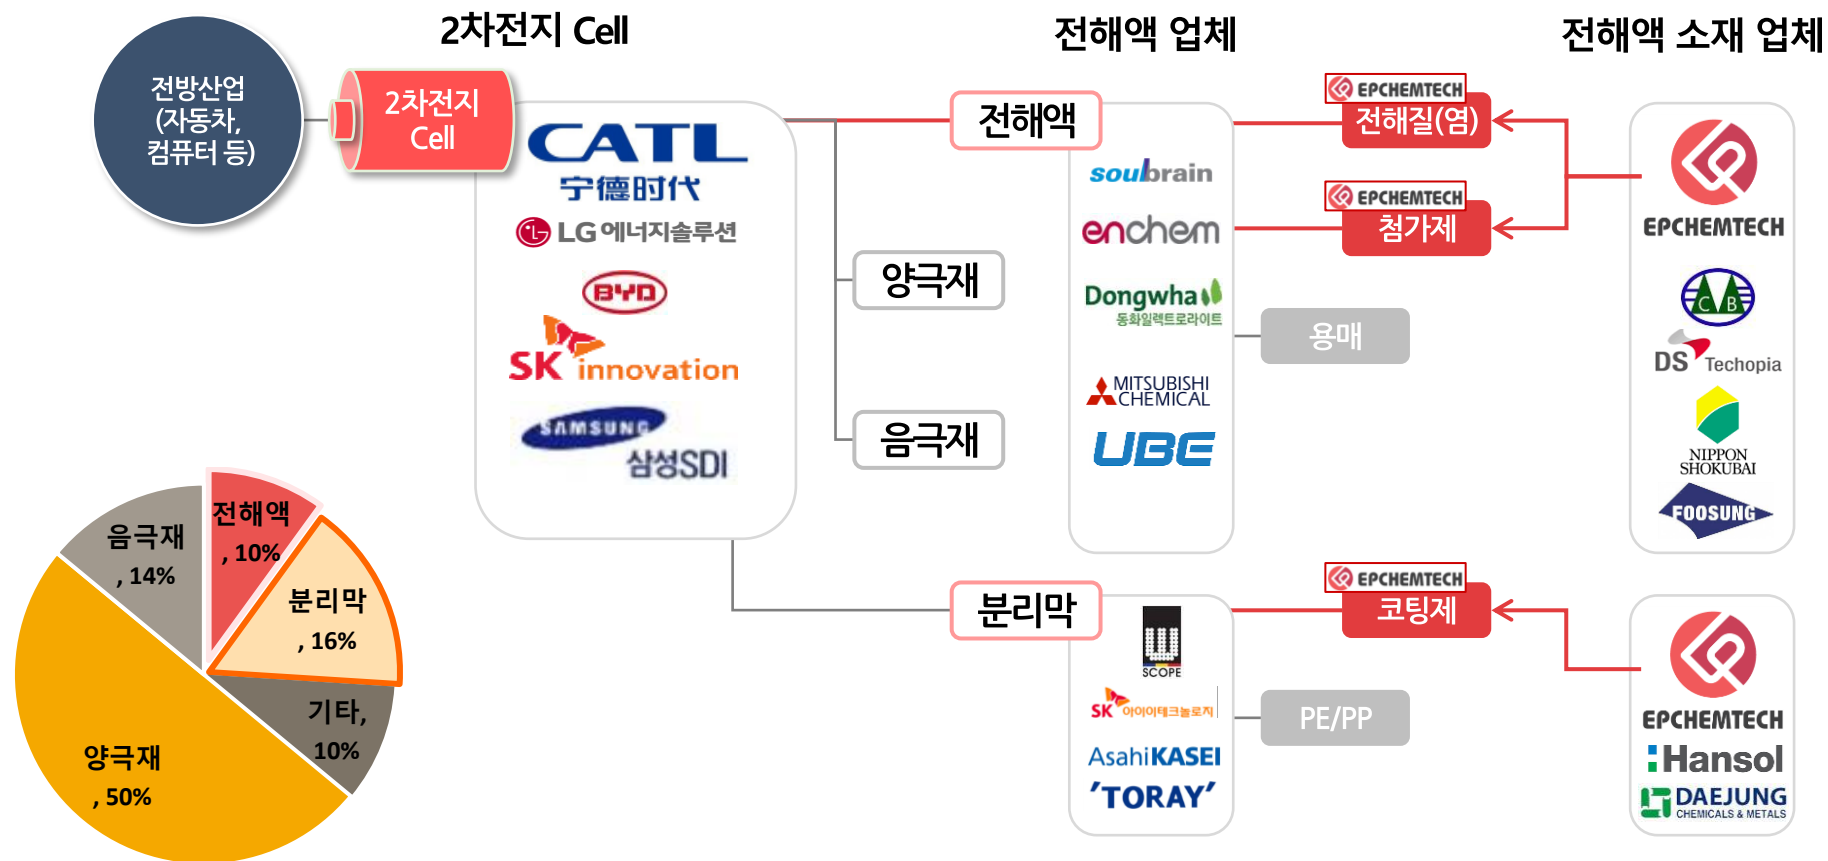 2차전지 Cell
전해액 업체
전해액 소재 업체
전방산업
(자동차,
컴퓨터 등)
2차전지
Cell
CATL
宁德时代
LG 에너지솔루션
BYD
SK innovation
SAMSUNG
삼성SDI
전해액
양극재
음극재
분리막
soulbrain
enchem
Dongwha
동화일렉트로라이트
MITSUBISHI
CHEMICAL
UBE
EPCHEMTECH
전해질(염)
EPCHEMTECH
첨가제
용매
EPCHEMTECH
CVB
DS Techopia
NIPPON
SHOKUBAI
FOOSUNG
W
SCOPE
SK 아이이테크놀로지
AsahiKASEI
'TORAY'
EPCHEMTECH
코팅제
PE/PP
EPCHEMTECH
Hansol
DAEJUNG
CHEMICALS & METALS
전해액
, 10%
분리막
, 16%
기타,
10%
양극재
, 50%
음극재
, 14%